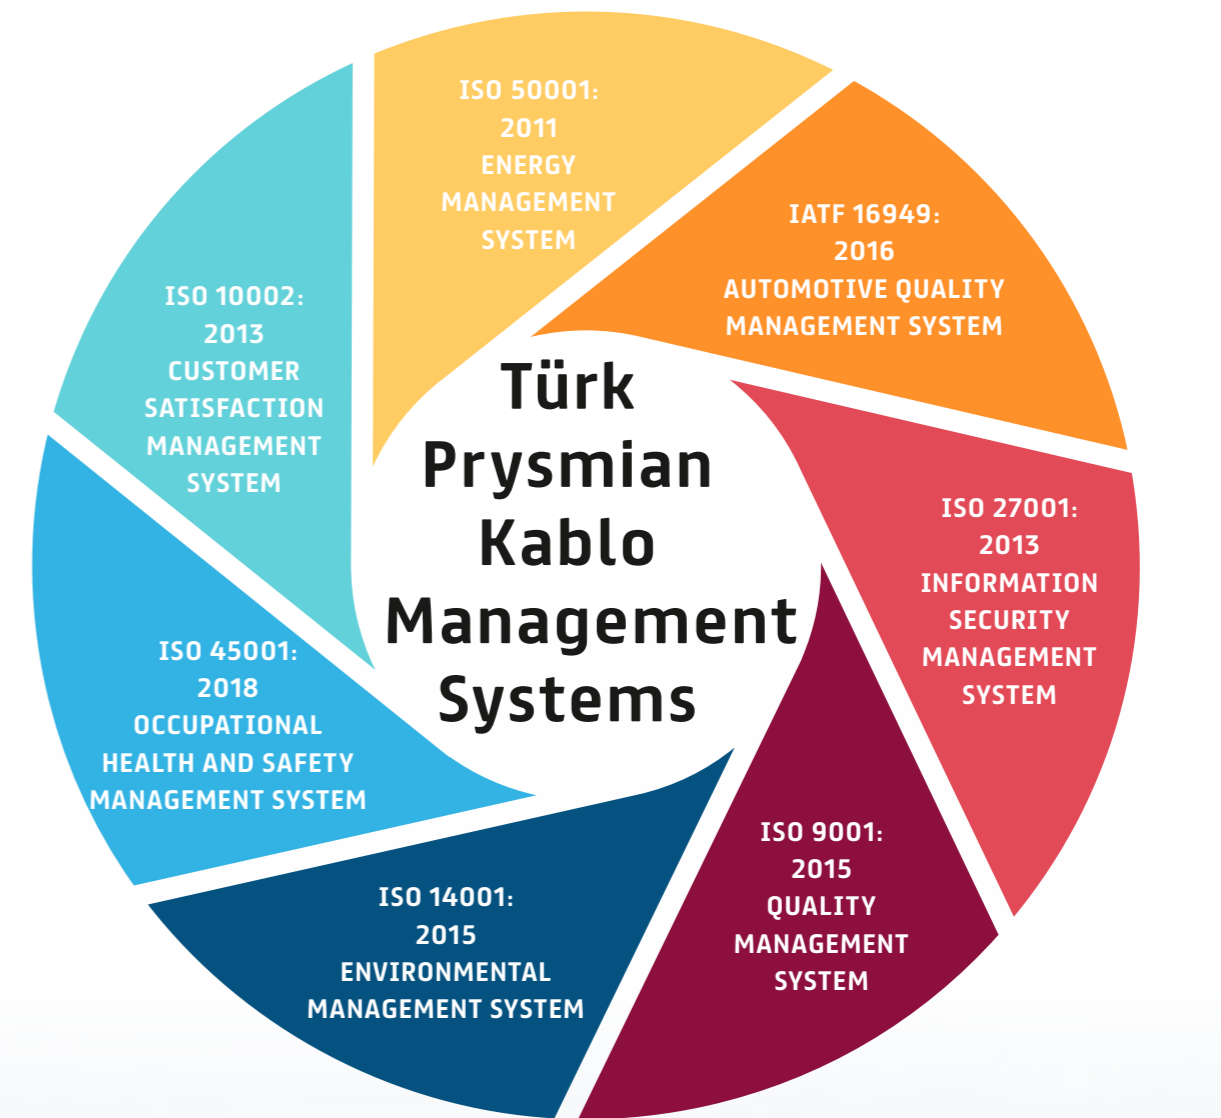 ISO 50001:
2011
ENERGY
MANAGEMENT
SYSTEM
IATF 16949:
2016
AUTOMOTIVE QUALITY
MANAGEMENT SYSTEM
ISO 27001:
2013
INFORMATION
SECURITY
MANAGEMENT
SYSTEM
ISO 9001:
2015
QUALITY
MANAGEMENT
SYSTEM
ISO 14001:
2015
ENVIRONMENTAL
MANAGEMENT SYSTEM
ISO 45001:
2018
OCCUPATIONAL
HEALTH AND SAFETY
MANAGEMENT SYSTEM
ISO 10002:
2013
CUSTOMER
SATISFACTION
MANAGEMENT
SYSTEM
Türk
Prysmian
Kablo
Management
Systems